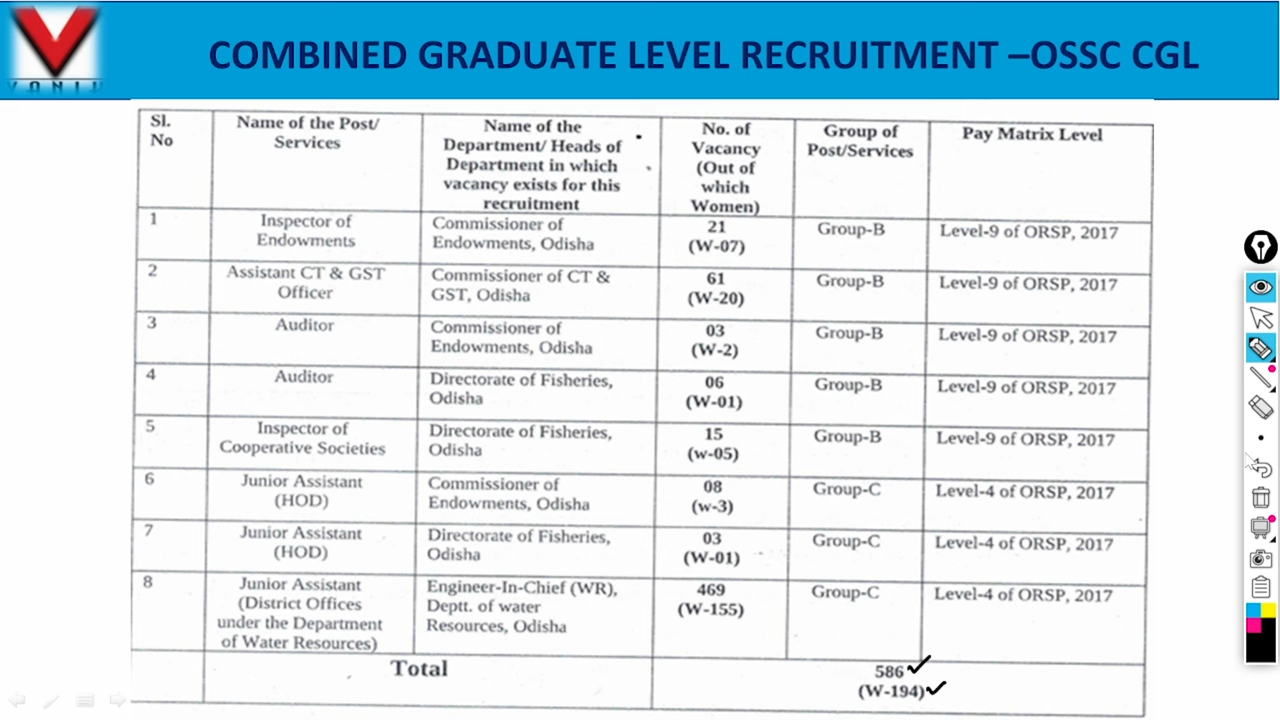 VANIK
COMBINED GRADUATE LEVEL RECRUITMENT –OSSC CGL
Sl.
No
Name of the Post/
Services
Name of the
Department/ Heads of
Department in which
vacancy exists for this
recruitment
No. of
Vacancy
(Out of
which
Women)
Group of
Post/Services
Pay Matrix Level
1
Inspector of
Endowments
Commissioner of
Endowments, Odisha
21
(W-07)
Group-B
Level-9 of ORSP, 2017
2
Assistant CT & GST
Officer
Commissioner of CT &
GST, Odisha
61
(W-20)
Group-B
Level-9 of ORSP, 2017
3
Auditor
Commissioner of
Endowments, Odisha
03
(W-2)
Group-B
Level-9 of ORSP, 2017
4
Auditor
Directorate of Fisheries,
Odisha
06
(W-01)
Group-B
Level-9 of ORSP, 2017
5
Inspector of
Cooperative Societies
Directorate of Fisheries,
Odisha
15
(w-05)
Group-B
Level-9 of ORSP, 2017
6
Junior Assistant
(HOD)
Commissioner of
Endowments, Odisha
08
(w-3)
Group-C
Level-4 of ORSP, 2017
7
Junior Assistant
(HOD)
Directorate of Fisheries,
Odisha
03
(W-01)
Group-C
Level-4 of ORSP, 2017
8
Junior Assistant
(District Offices
under the Department
of Water Resources)
Engineer-In-Chief (WR),
Deptt. of water
Resources, Odisha
469
(W-155)
Group-C
Level-4 of ORSP, 2017
Total
586
(W-194)